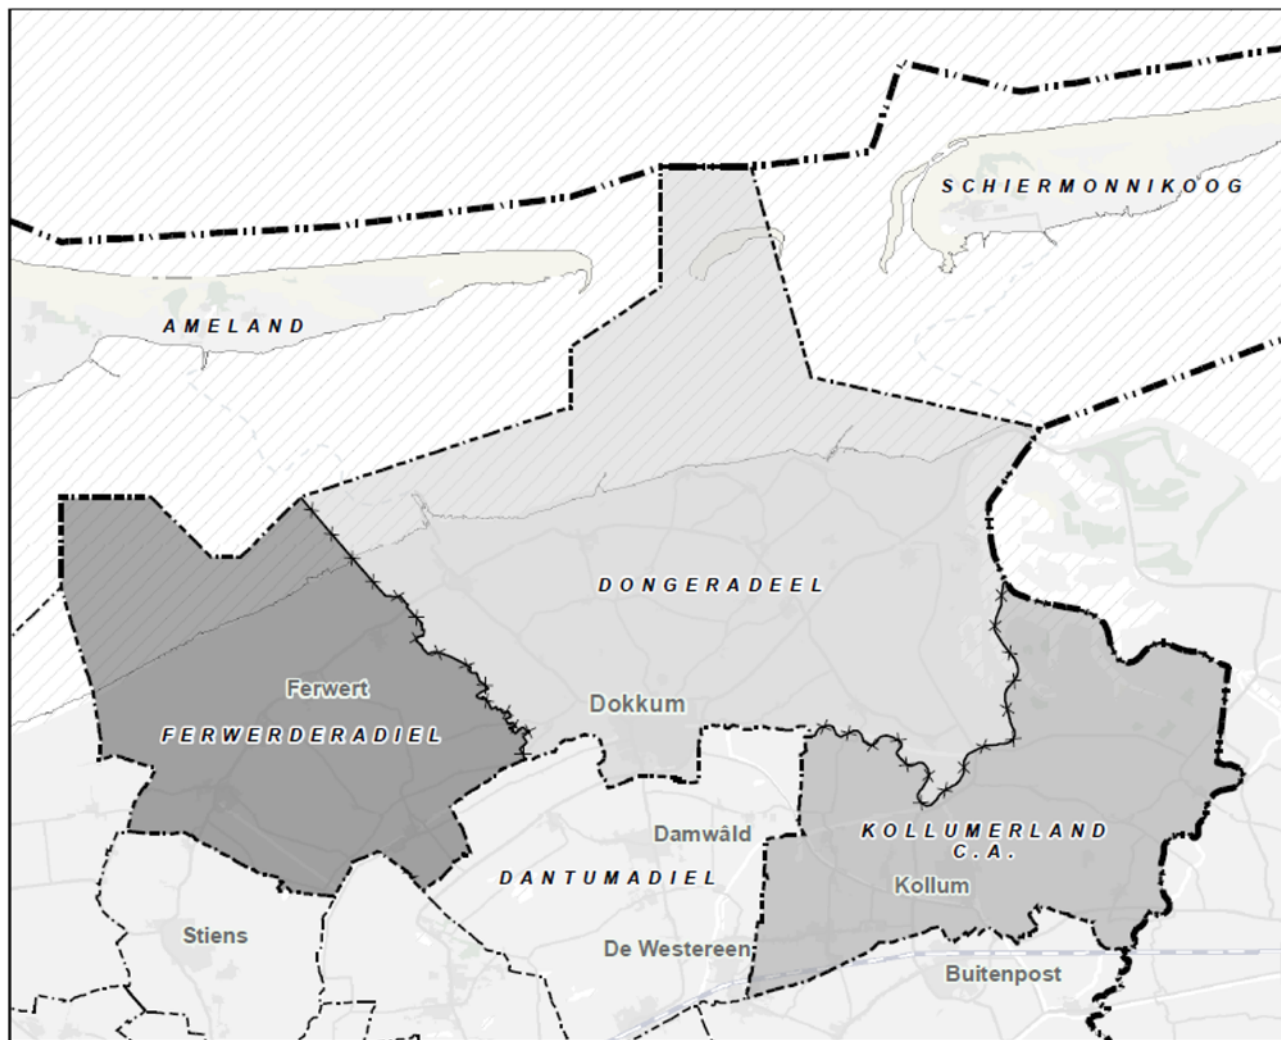 SCHIERMONNIKOOG
AMELAND
DONGERADEEL
Ferwert
Dokkum
FERWERDERADIEL
Damwâld
KOLLUMERLAND
C.A.
DANTUMADIEL
Kollum
Stiens
De Westereen
Buitenpost